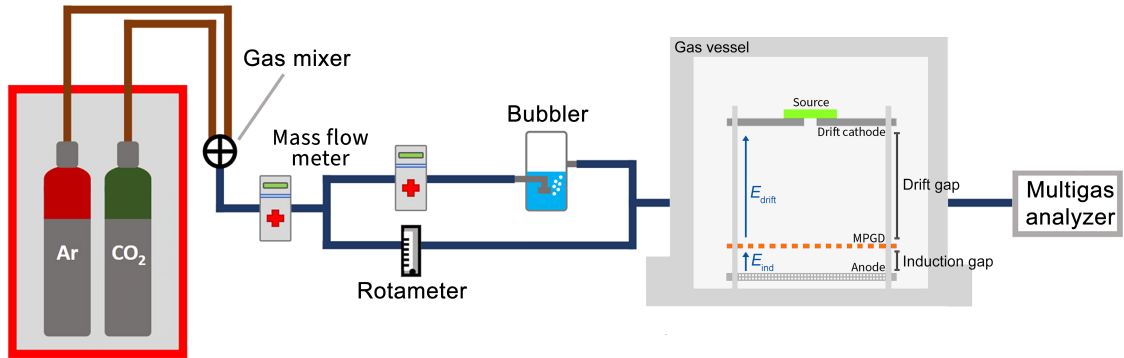 Ar
CO₂
Gas mixer
Mass flow
meter
Rotameter
Bubbler
Gas vessel
Source
Drift cathode
E_drift
Drift gap
MPGD
E_ind
Induction gap
Anode
Multigas
analyzer